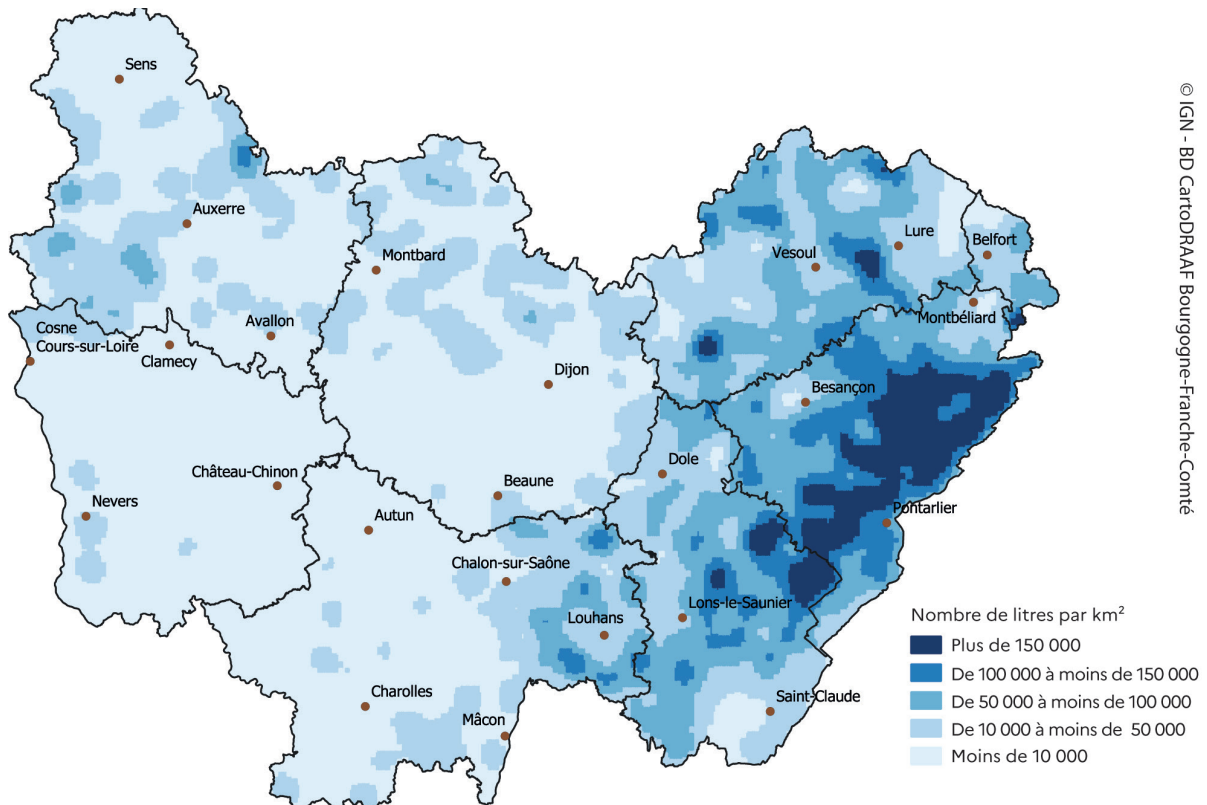 Sens
Auxerre
Montbard
Avallon
Cosne
Cours-sur-Loire
Clamecy
Dijon
Vesoul
Lure
Belfort
Montbéliard
Besançon
Château-Chinon
Nevers
Beaune
Dole
Autun
Pontarlier
Chalon-sur-Saône
Louhans
Lons-le-Saunier
Charolles
Mâcon
Saint-Claude
Nombre de litres par km²
Plus de 150 000
De 100 000 à moins de 150 000
De 50 000 à moins de 100 000
De 10 000 à moins de 50 000
Moins de 10 000
© IGN - BD CartoDRAAF Bourgogne-Franche-Comté